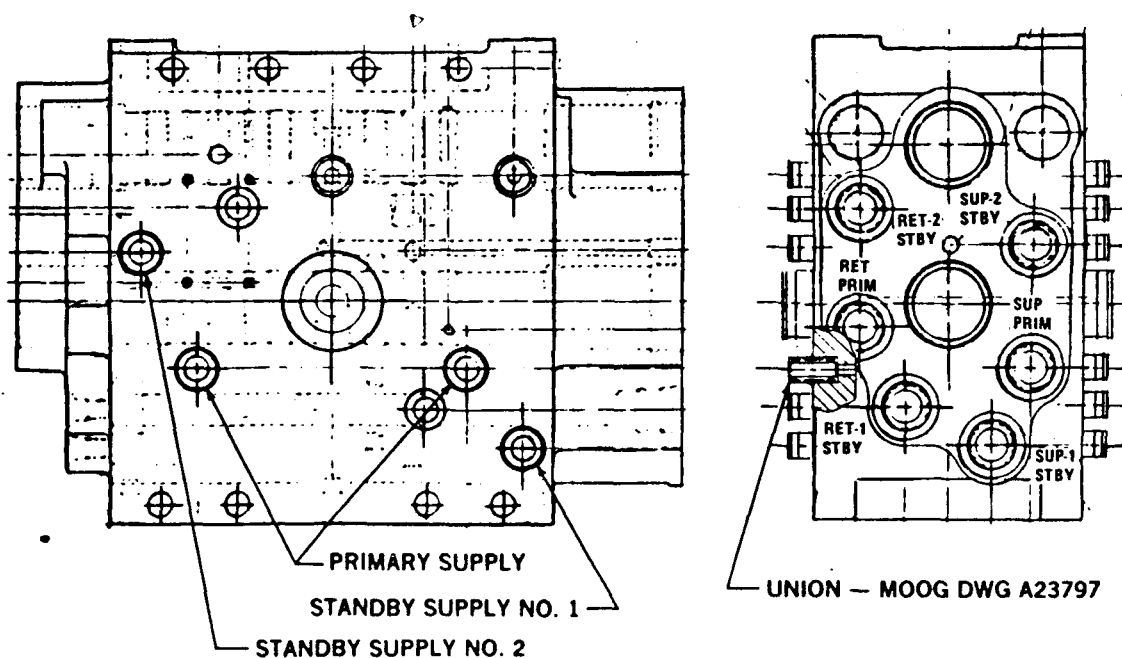 SUP-2
STBY
RET-2
STBY
RET
PRIM
SUP
PRIM
RET-1
STBY
SUP-1
STBY
PRIMARY SUPPLY
STANDBY SUPPLY NO. 1
STANDBY SUPPLY NO. 2
UNION — MOOG DWG A23797